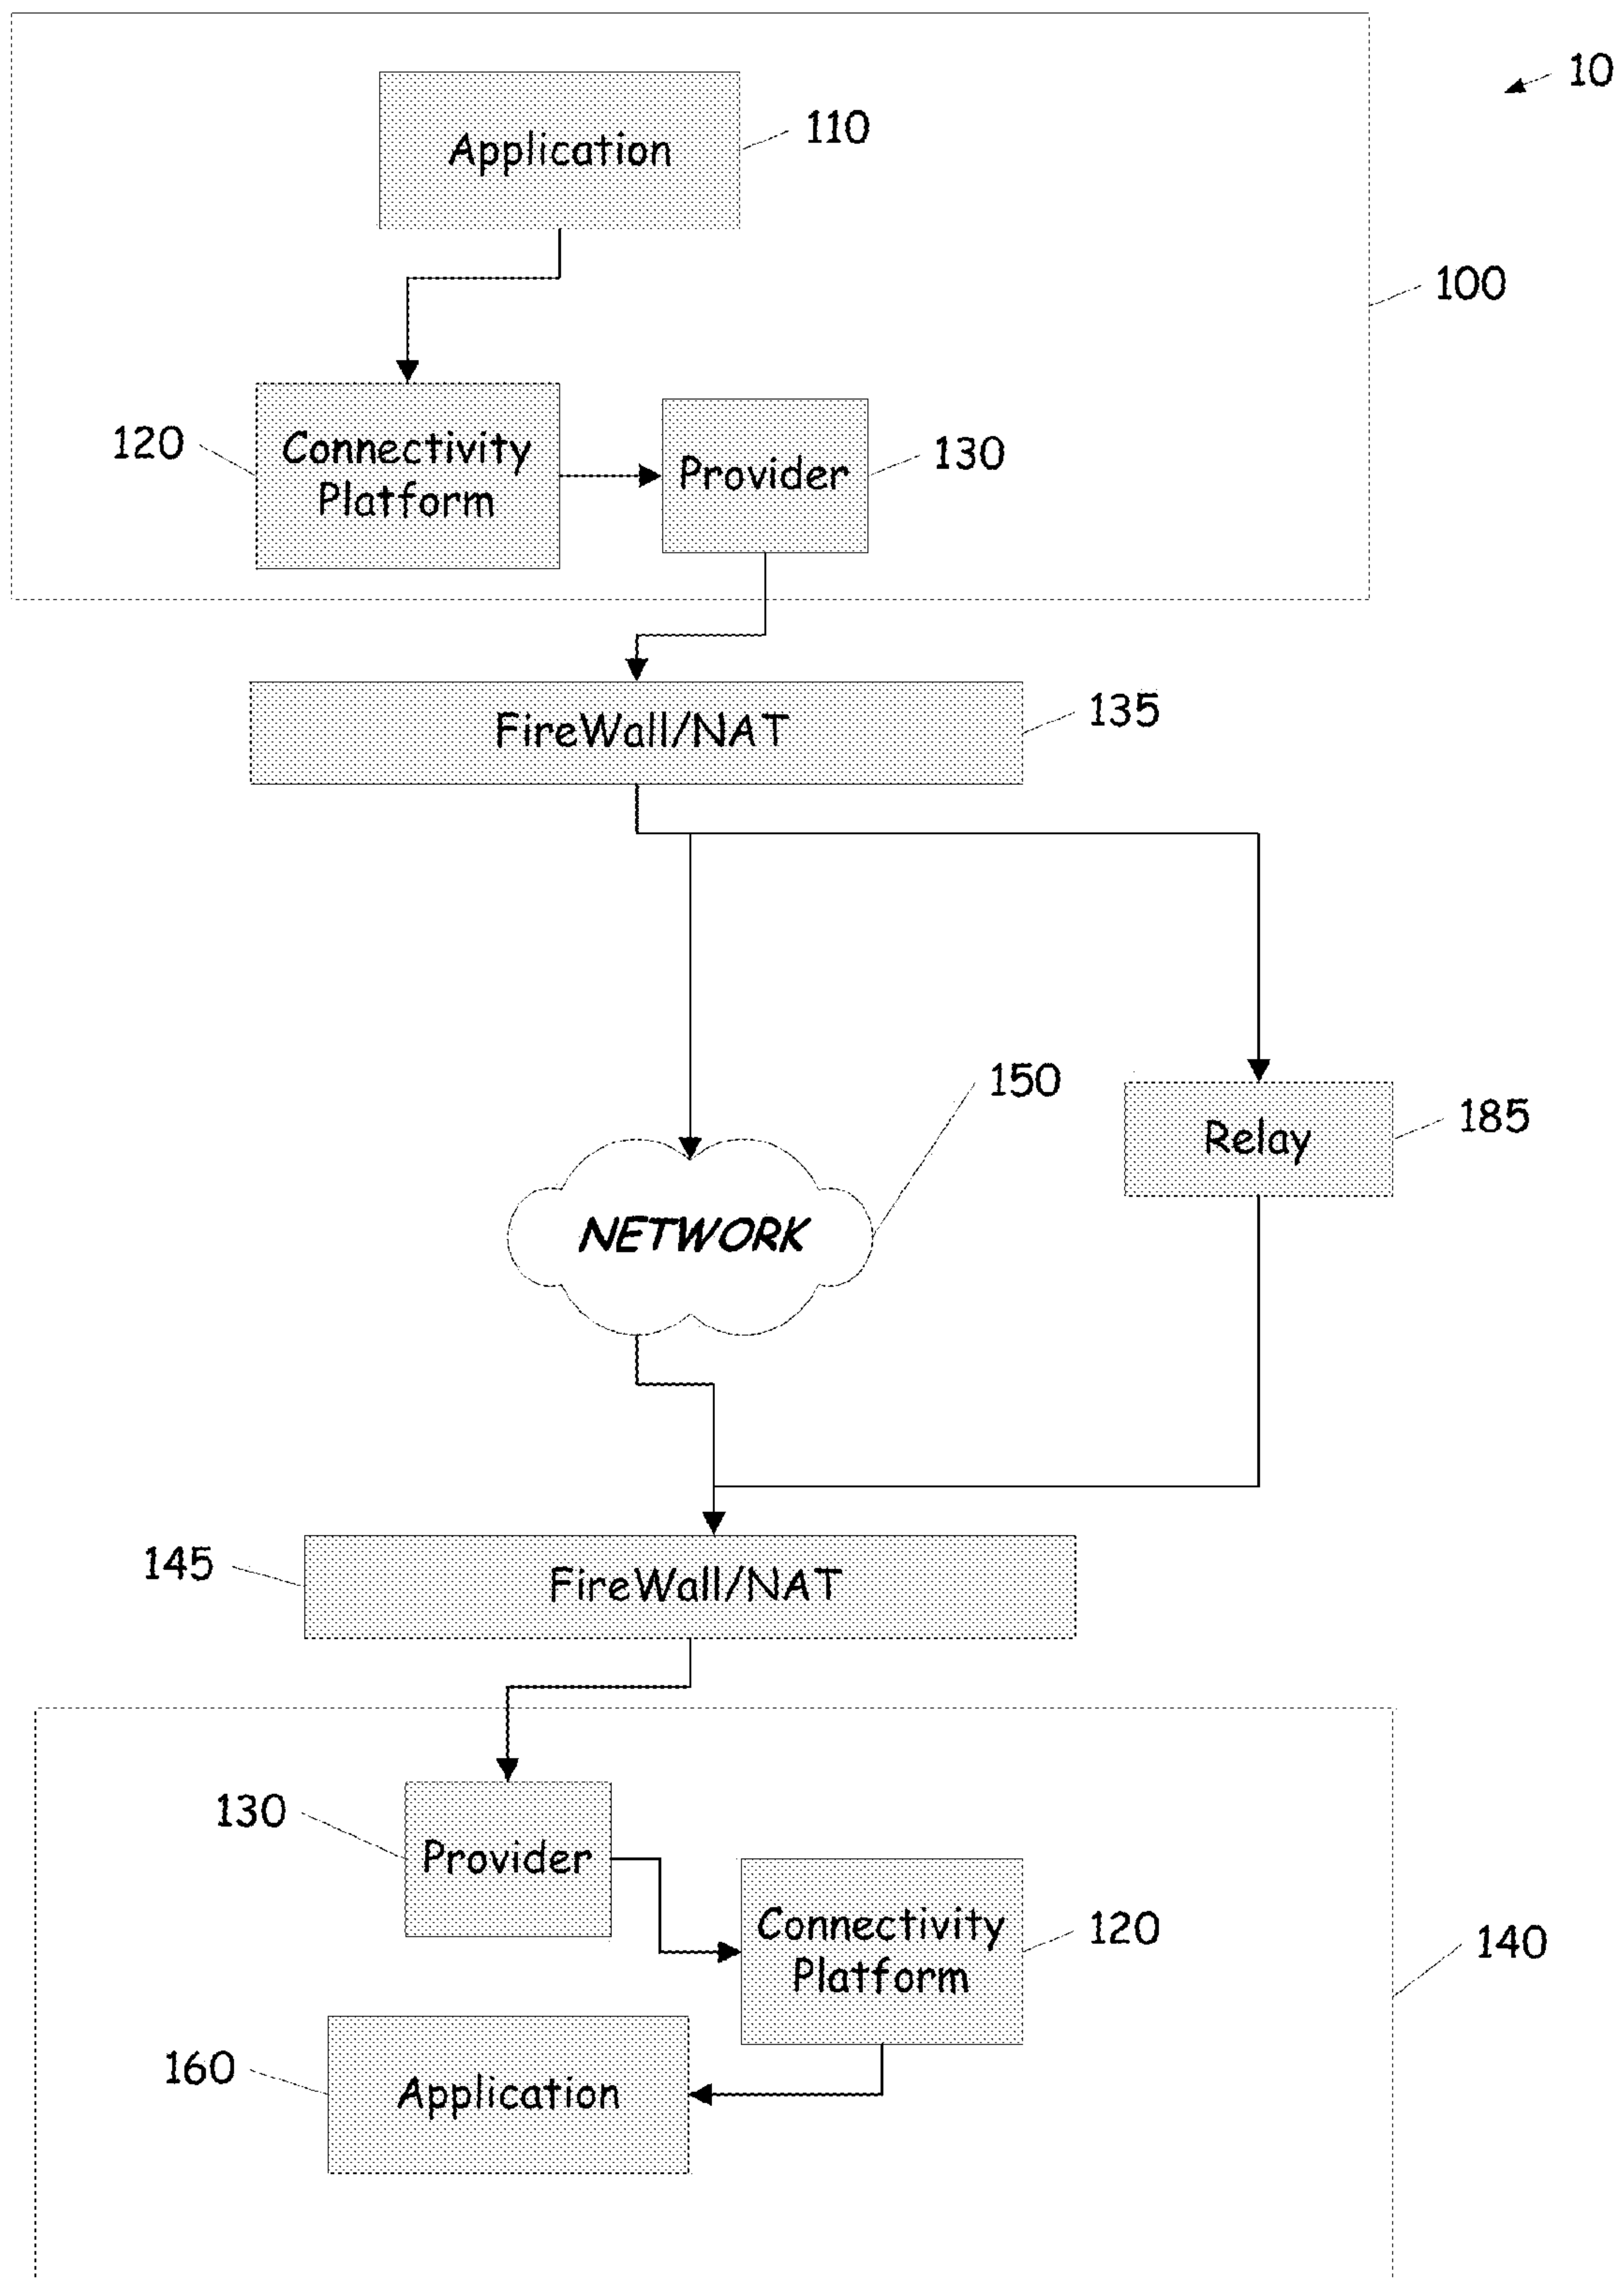 10
Application
110
100
120
Connectivity
Platform
Provider
130
FireWall/NAT
135
150
NETWORK
Relay
185
145
FireWall/NAT
130
Provider
Connectivity
Platform
120
140
160
Application